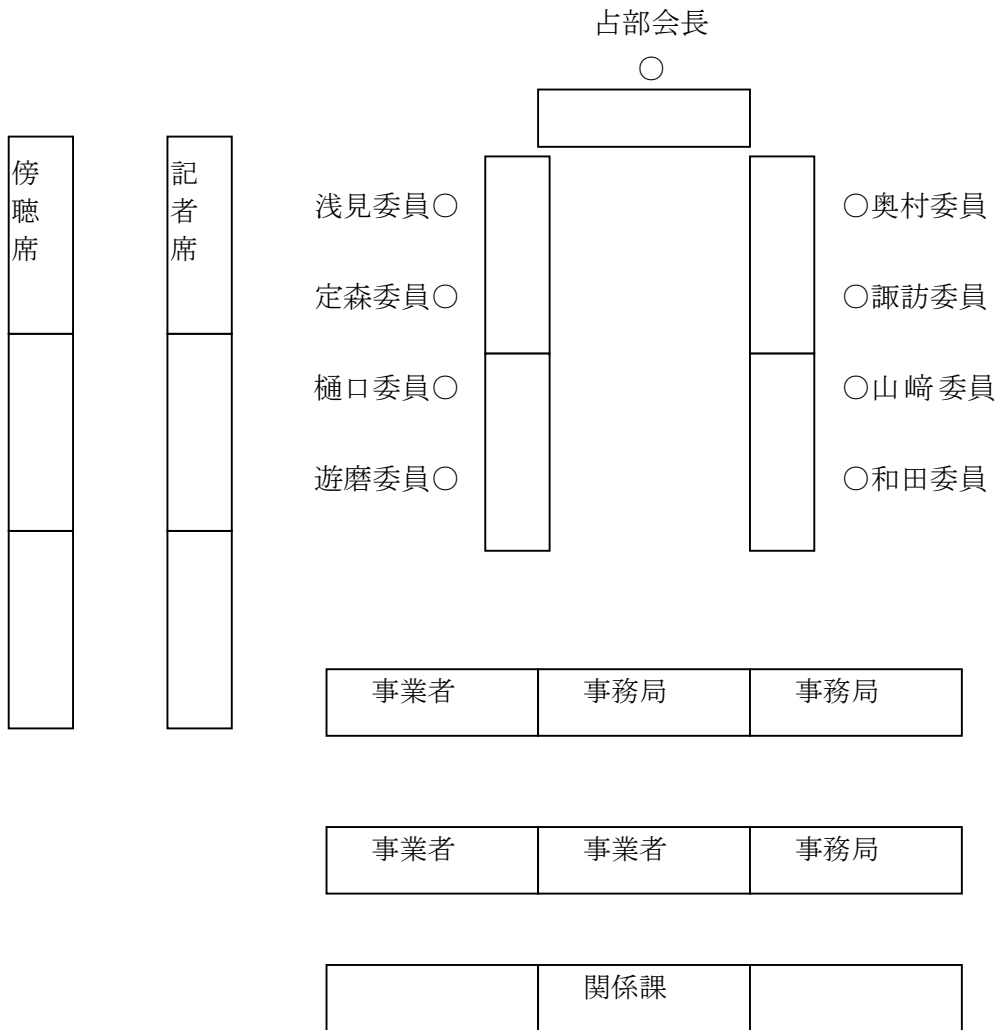 占部会長
○
傍聴席
記者席
浅見委員○
○奥村委員
定森委員○
○諏訪委員
樋口委員○
○山﨑委員
遊磨委員○
○和田委員
事業者
事務局
事務局
事業者
事業者
事務局
関係課